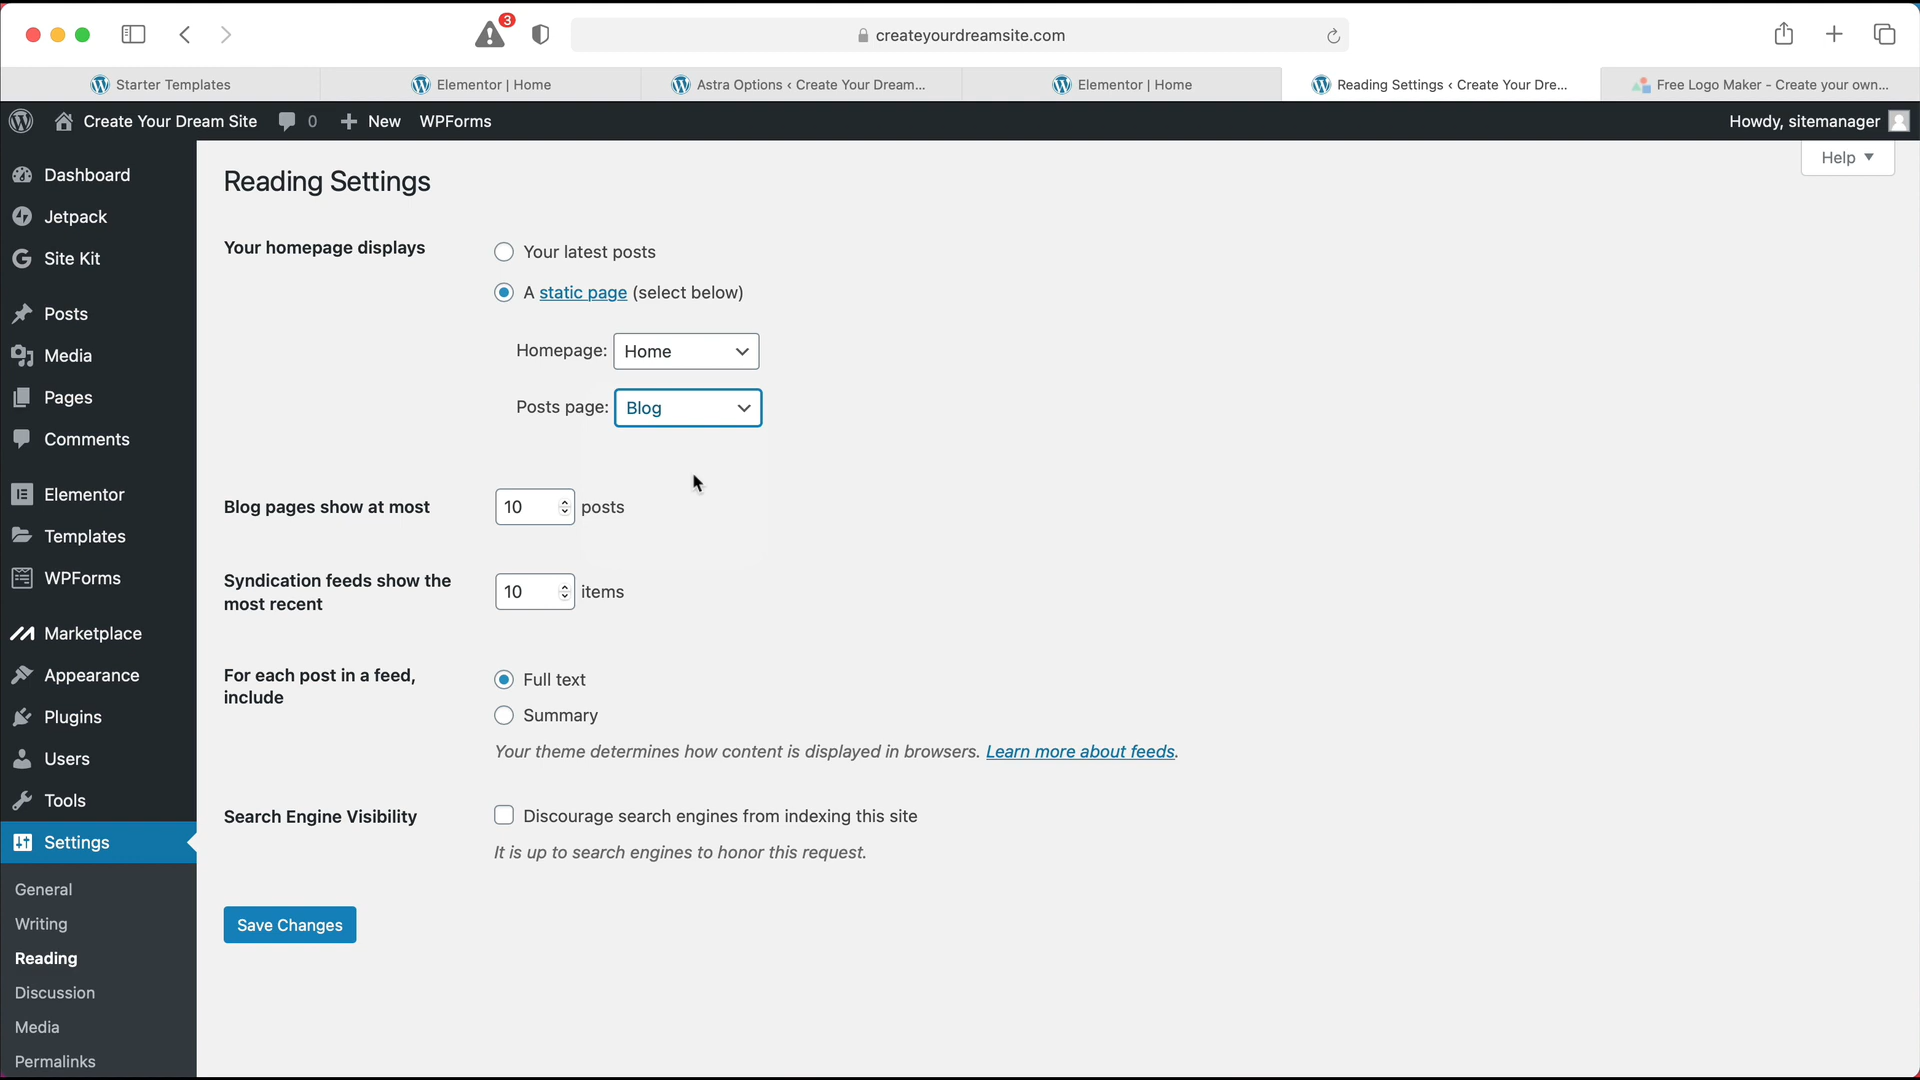 3
createyourdreamsite.com
Starter Templates
Elementor | Home
Astra Options ‹ Create Your Dream...
Elementor | Home
Reading Settings ‹ Create Your Dre...
Free Logo Maker - Create your own...
Create Your Dream Site
0
New
WPForms
Howdy, sitemanager
Help
Dashboard
Jetpack
Site Kit
Posts
Media
Pages
Comments
Elementor
Templates
WPForms
Marketplace
Appearance
Plugins
Users
Tools
Settings
General
Writing
Reading
Discussion
Media
Permalinks
Reading Settings
Your homepage displays
Your latest posts
A static page (select below)
Homepage: Home
Posts page: Blog
Blog pages show at most
10 posts
Syndication feeds show the
most recent
10 items
For each post in a feed,
include
Full text
Summary
Your theme determines how content is displayed in browsers. Learn more about feeds.
Search Engine Visibility
Discourage search engines from indexing this site
It is up to search engines to honor this request.
Save Changes